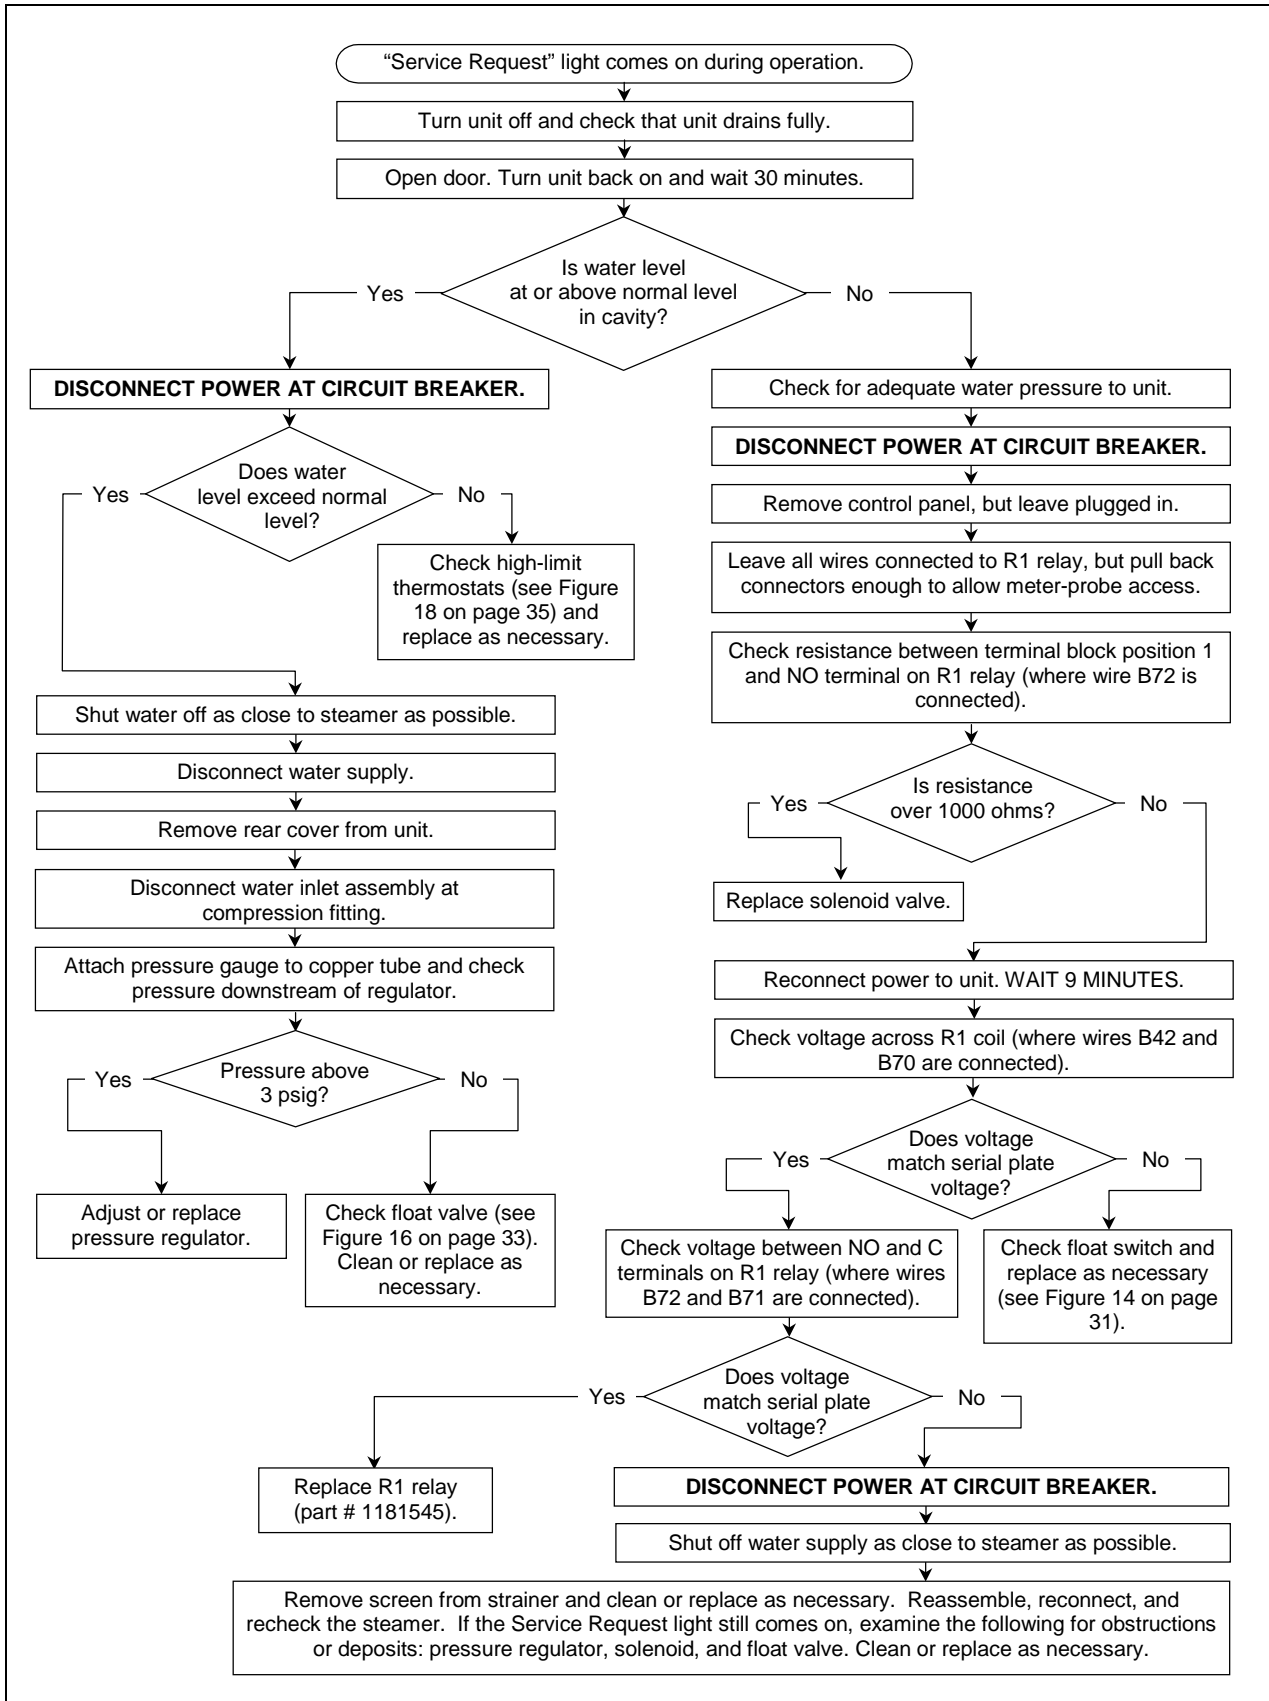 “Service Request” light comes on during operation.
Turn unit off and check that unit drains fully.
Open door. Turn unit back on and wait 30 minutes.
Is water level
at or above normal level
in cavity?
Yes
No
DISCONNECT POWER AT CIRCUIT BREAKER.
Does water
level exceed normal
level?
Yes
No
Check high-limit
thermostats (see Figure
18 on page 35) and
replace as necessary.
Shut water off as close to steamer as possible.
Disconnect water supply.
Remove rear cover from unit.
Disconnect water inlet assembly at
compression fitting.
Attach pressure gauge to copper tube and check
pressure downstream of regulator.
Pressure above
3 psig?
Yes
No
Adjust or replace
pressure regulator.
Check float valve (see
Figure 16 on page 33).
Clean or replace as
necessary.
Check for adequate water pressure to unit.
DISCONNECT POWER AT CIRCUIT BREAKER.
Remove control panel, but leave plugged in.
Leave all wires connected to R1 relay, but pull back
connectors enough to allow meter-probe access.
Check resistance between terminal block position 1
and NO terminal on R1 relay (where wire B72 is
connected).
Is resistance
over 1000 ohms?
Yes
No
Replace solenoid valve.
Reconnect power to unit. WAIT 9 MINUTES.
Check voltage across R1 coil (where wires B42 and
B70 are connected).
Does voltage
match serial plate
voltage?
Yes
No
Check voltage between NO and C
terminals on R1 relay (where wires
B72 and B71 are connected).
Check float switch and
replace as necessary
(see Figure 14 on page
31).
Does voltage
match serial plate
voltage?
Yes
No
Replace R1 relay
(part # 1181545).
DISCONNECT POWER AT CIRCUIT BREAKER.
Shut off water supply as close to steamer as possible.
Remove screen from strainer and clean or replace as necessary. Reassemble, reconnect, and
recheck the steamer. If the Service Request light still comes on, examine the following for obstructions
or deposits: pressure regulator, solenoid, and float valve. Clean or replace as necessary.